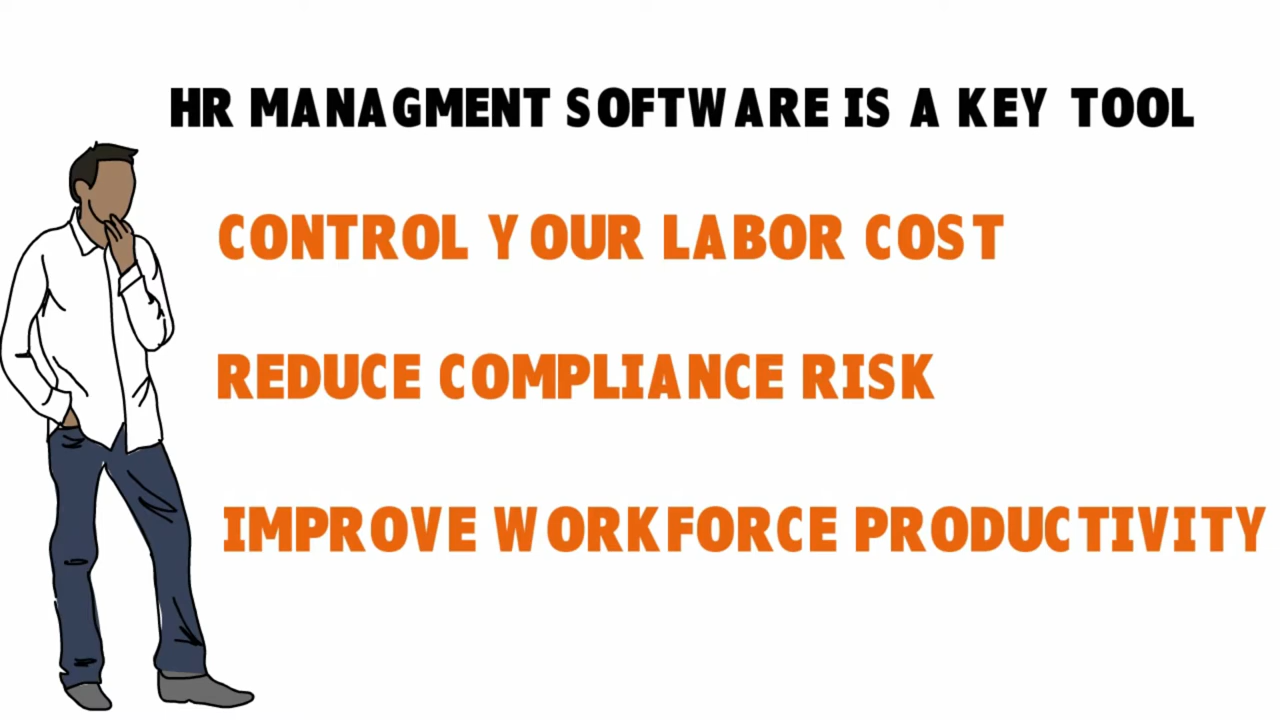 HR MANAGMENT SOFTWARE IS A KEY TOOL
CONTROL YOUR LABOR COST
REDUCE COMPLIANCE RISK
IMPROVE WORKFORCE PRODUCTIVITY